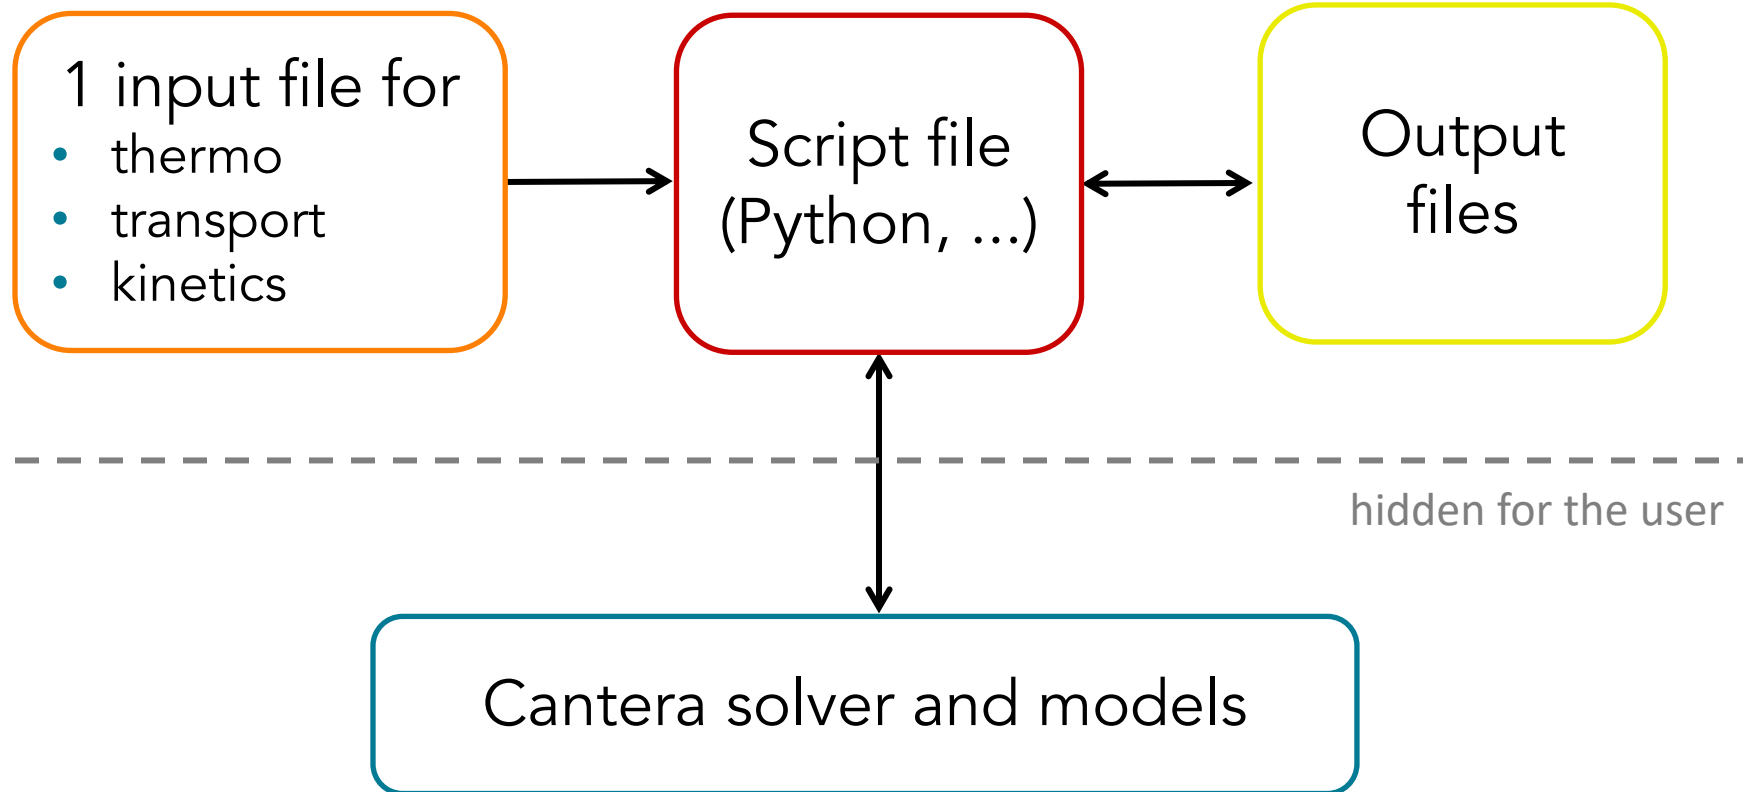 1 input file for
• thermo
• transport
• kinetics
Script file
(Python, ...)
Output
files
hidden for the user
Cantera solver and models